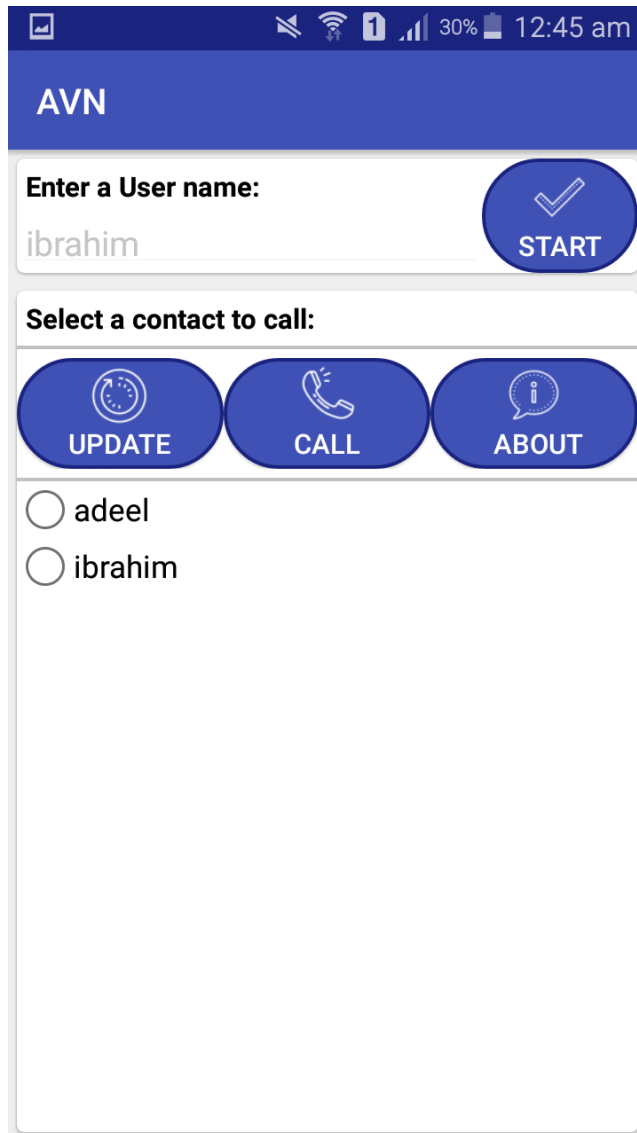 1 30% 12:45 am
AVN
Enter a User name:
ibrahim
START
Select a contact to call:
UPDATE CALL ABOUT
adeel
ibrahim